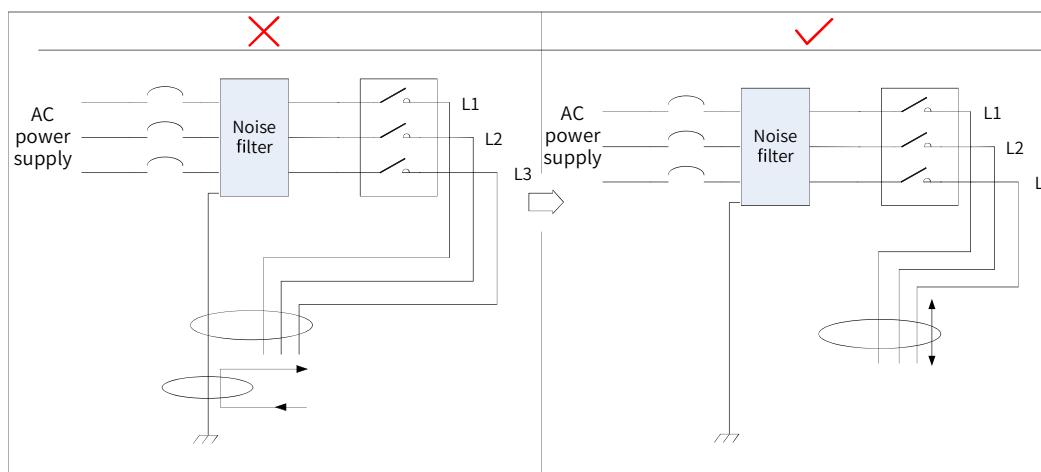 AC
power
supply
Noise
filter
L1
L2
L3
AC
power
supply
Noise
filter
L1
L2
L